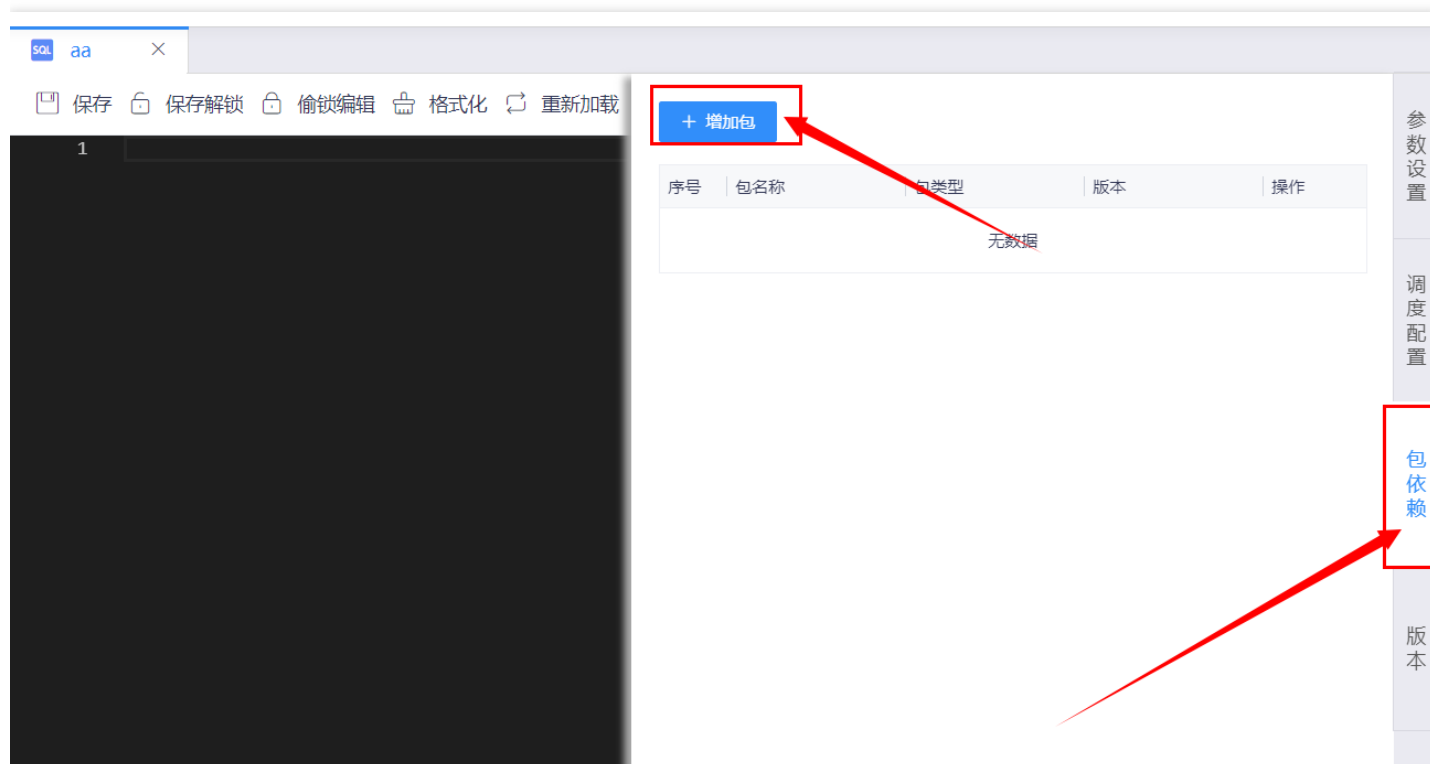 SQL aa
保存 保存解锁 偷锁编辑 格式化 重新加载
1
+ 增加包
序号 包名称 包类型 版本 操作
无数据
参数设置
调度配置
包依赖
版本